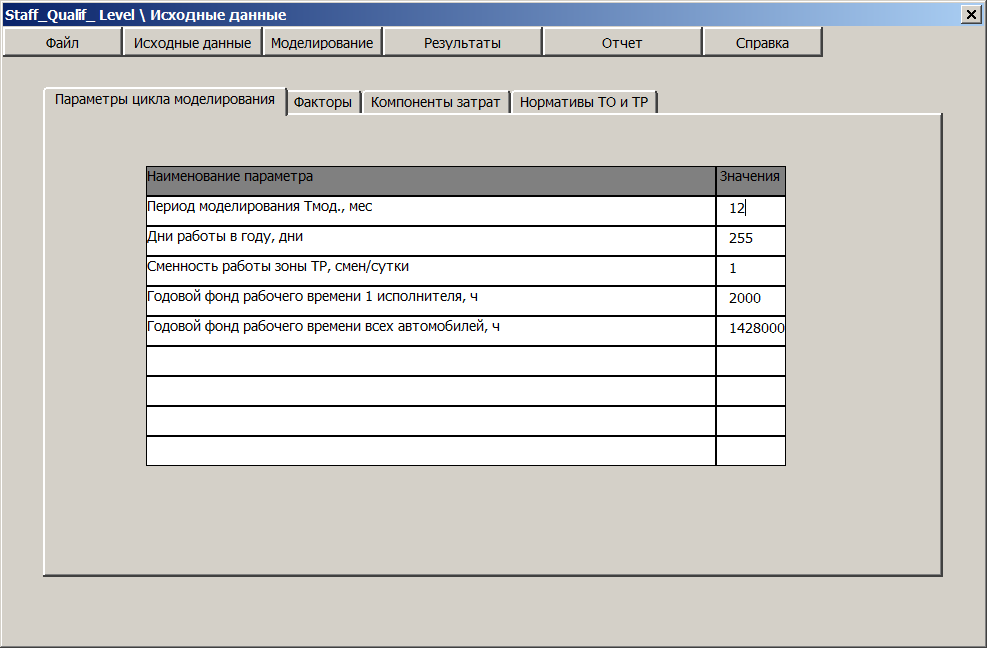 Staff_Qualif_ Level \ Исходные данные
Файл Исходные данные Моделирование Результаты Отчет Справка
Параметры цикла моделирования Факторы Компоненты затрат Нормативы ТО и ТР
Наименование параметра Значения
Период моделирования Тмод., мес 12
Дни работы в году, дни 255
Сменность работы зоны ТР, смен/сутки 1
Годовой фонд рабочего времени 1 исполнителя, ч 2000
Годовой фонд рабочего времени всех автомобилей, ч 1428000